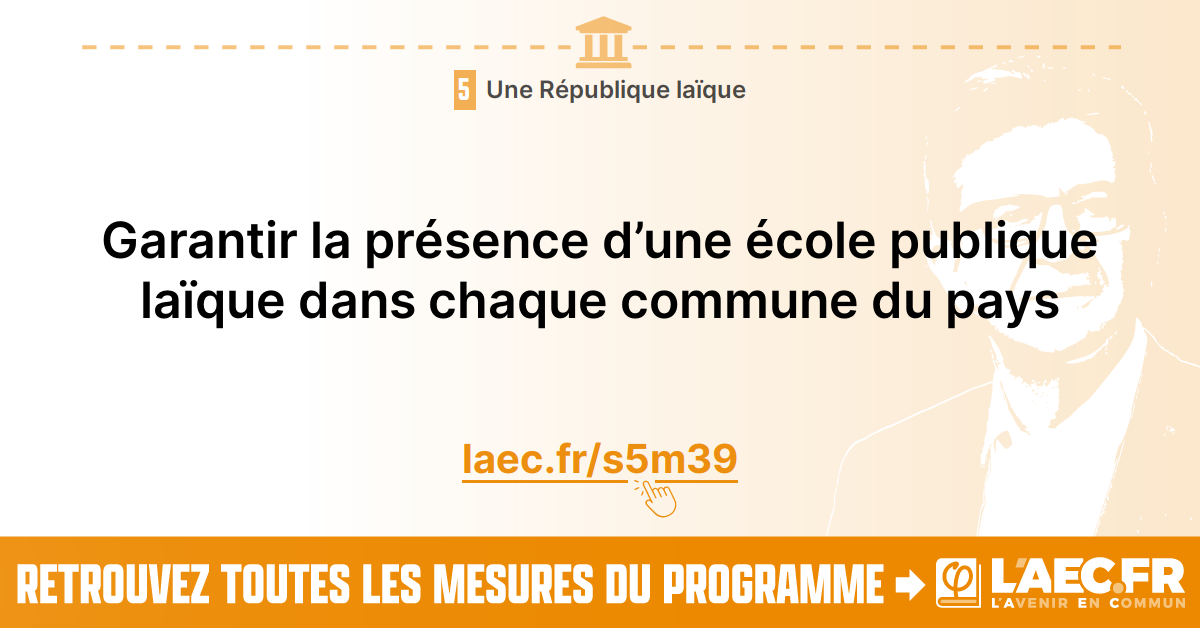 5 Une République laïque
Garantir la présence d’une école publique
laïque dans chaque commune du pays
laec.fr/s5m39
RETROUVEZ TOUTES LES MESURES DU PROGRAMME
φ L'AEC.FR
L'AVENIR EN COMMUN